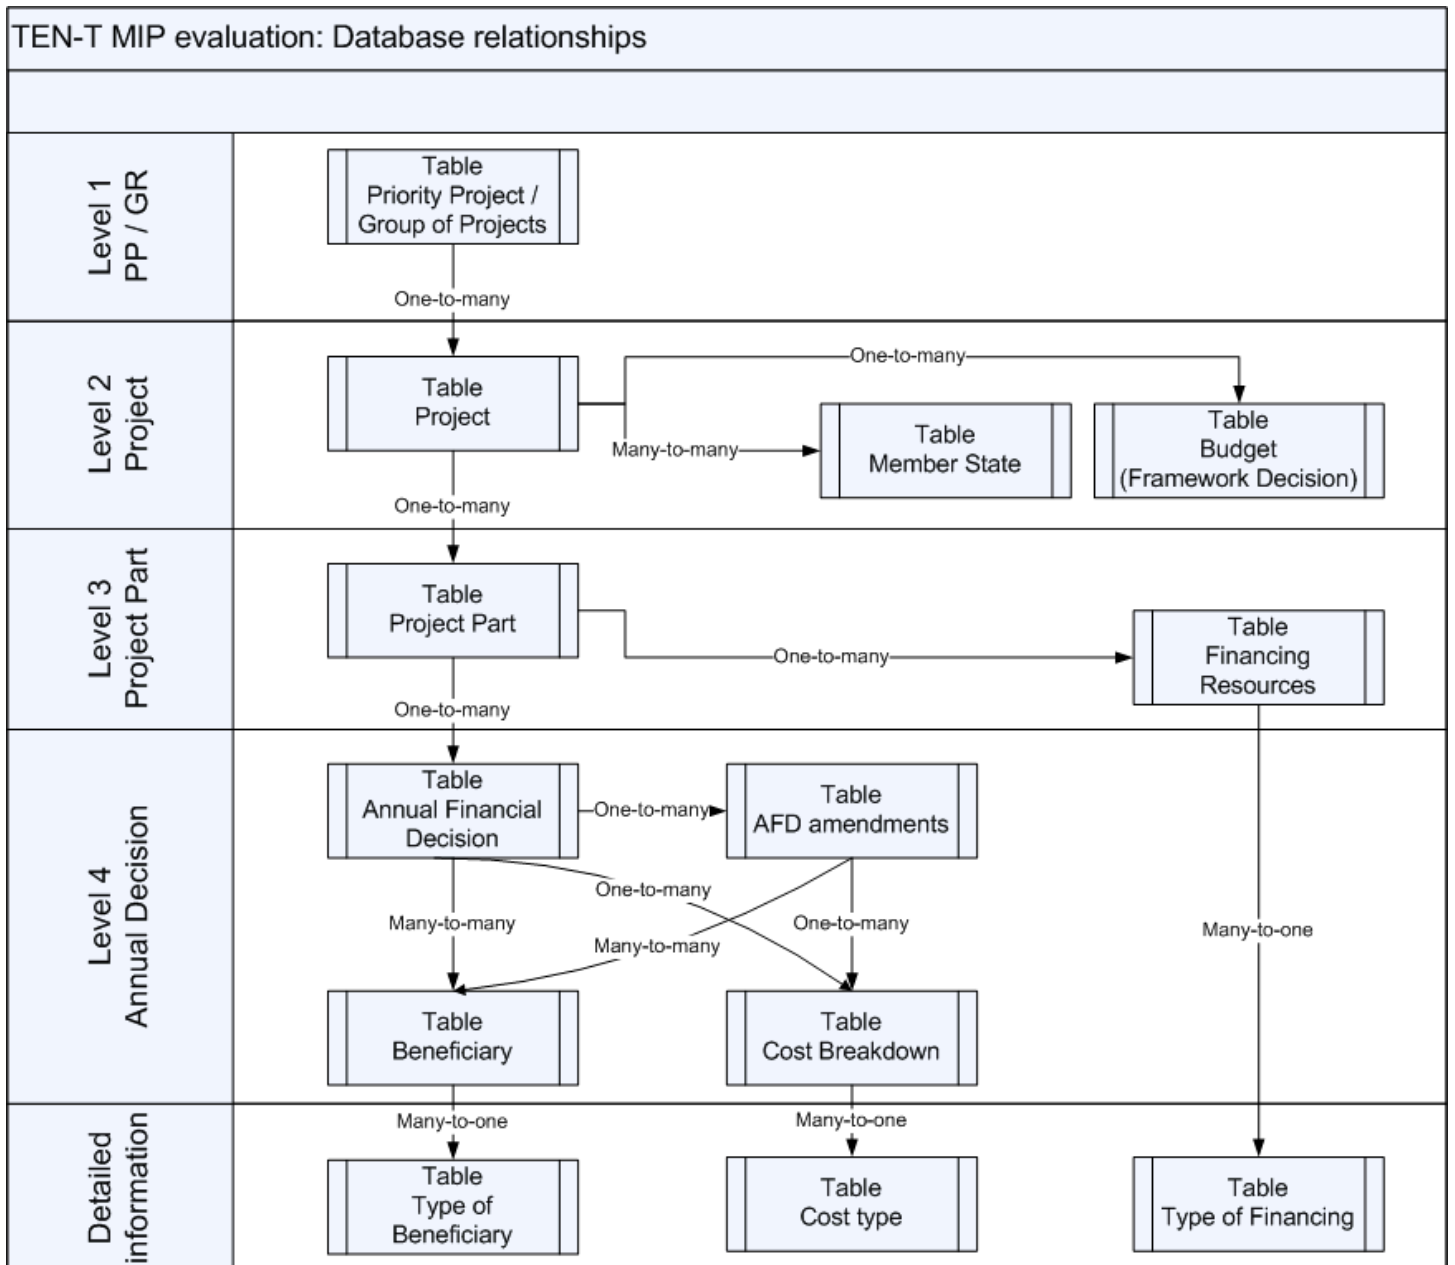 TEN-T MIP evaluation: Database relationships
Level 1
PP / GR
Table
Priority Project /
Group of Projects
One-to-many
Level 2
Project
Table
Project
One-to-many
Many-to-many
Table
Member State
Table
Budget
(Framework Decision)
One-to-many
Level 3
Project Part
Table
Project Part
One-to-many
Table
Financing
Resources
One-to-many
Level 4
Annual Decision
Table
Annual Financial
Decision
One-to-many
Table
AFD amendments
One-to-many
Many-to-many
One-to-many
Many-to-many
Many-to-one
Table
Beneficiary
Table
Cost Breakdown
Detailed
information
Many-to-one
Many-to-one
Table
Type of
Beneficiary
Table
Cost type
Table
Type of Financing